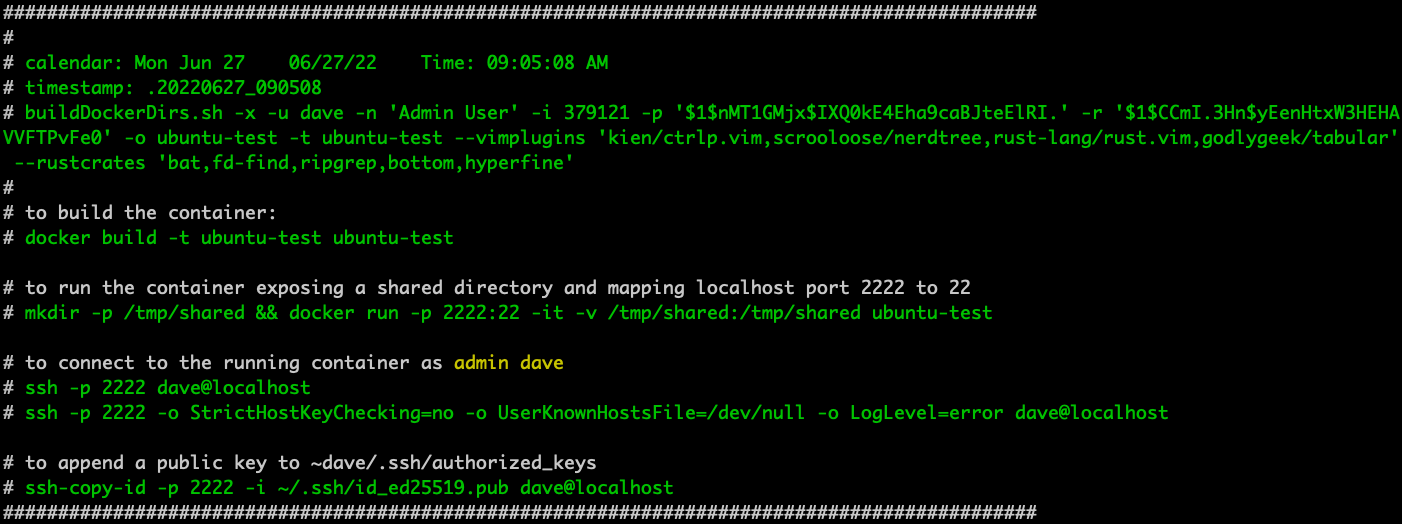 ##############################################################################################
#
# calendar: Mon Jun 27    06/27/22    Time: 09:05:08 AM
# timestamp: .20220627_090508
# buildDockerDirs.sh -x -u dave -n 'Admin User' -i 379121 -p '$1$nMT1GMjx$IXQ0kE4Eha9caBJteElRI.' -r '$1$CCmI.3Hn$yEenHtxW3HEHA
VVFTPvFe0' -o ubuntu-test -t ubuntu-test --vimplugins 'kien/ctrlp.vim,scrooloose/nerdtree,rust-lang/rust.vim,godlygeek/tabular'
 --rustcrates 'bat,fd-find,ripgrep,bottom,hyperfine'
#
# to build the container:
# docker build -t ubuntu-test ubuntu-test

# to run the container exposing a shared directory and mapping localhost port 2222 to 22
# mkdir -p /tmp/shared && docker run -p 2222:22 -it -v /tmp/shared:/tmp/shared ubuntu-test

# to connect to the running container as admin dave
# ssh -p 2222 dave@localhost
# ssh -p 2222 -o StrictHostKeyChecking=no -o UserKnownHostsFile=/dev/null -o LogLevel=error dave@localhost

# to append a public key to ~dave/.ssh/authorized_keys
# ssh-copy-id -p 2222 -i ~/.ssh/id_ed25519.pub dave@localhost
##############################################################################################